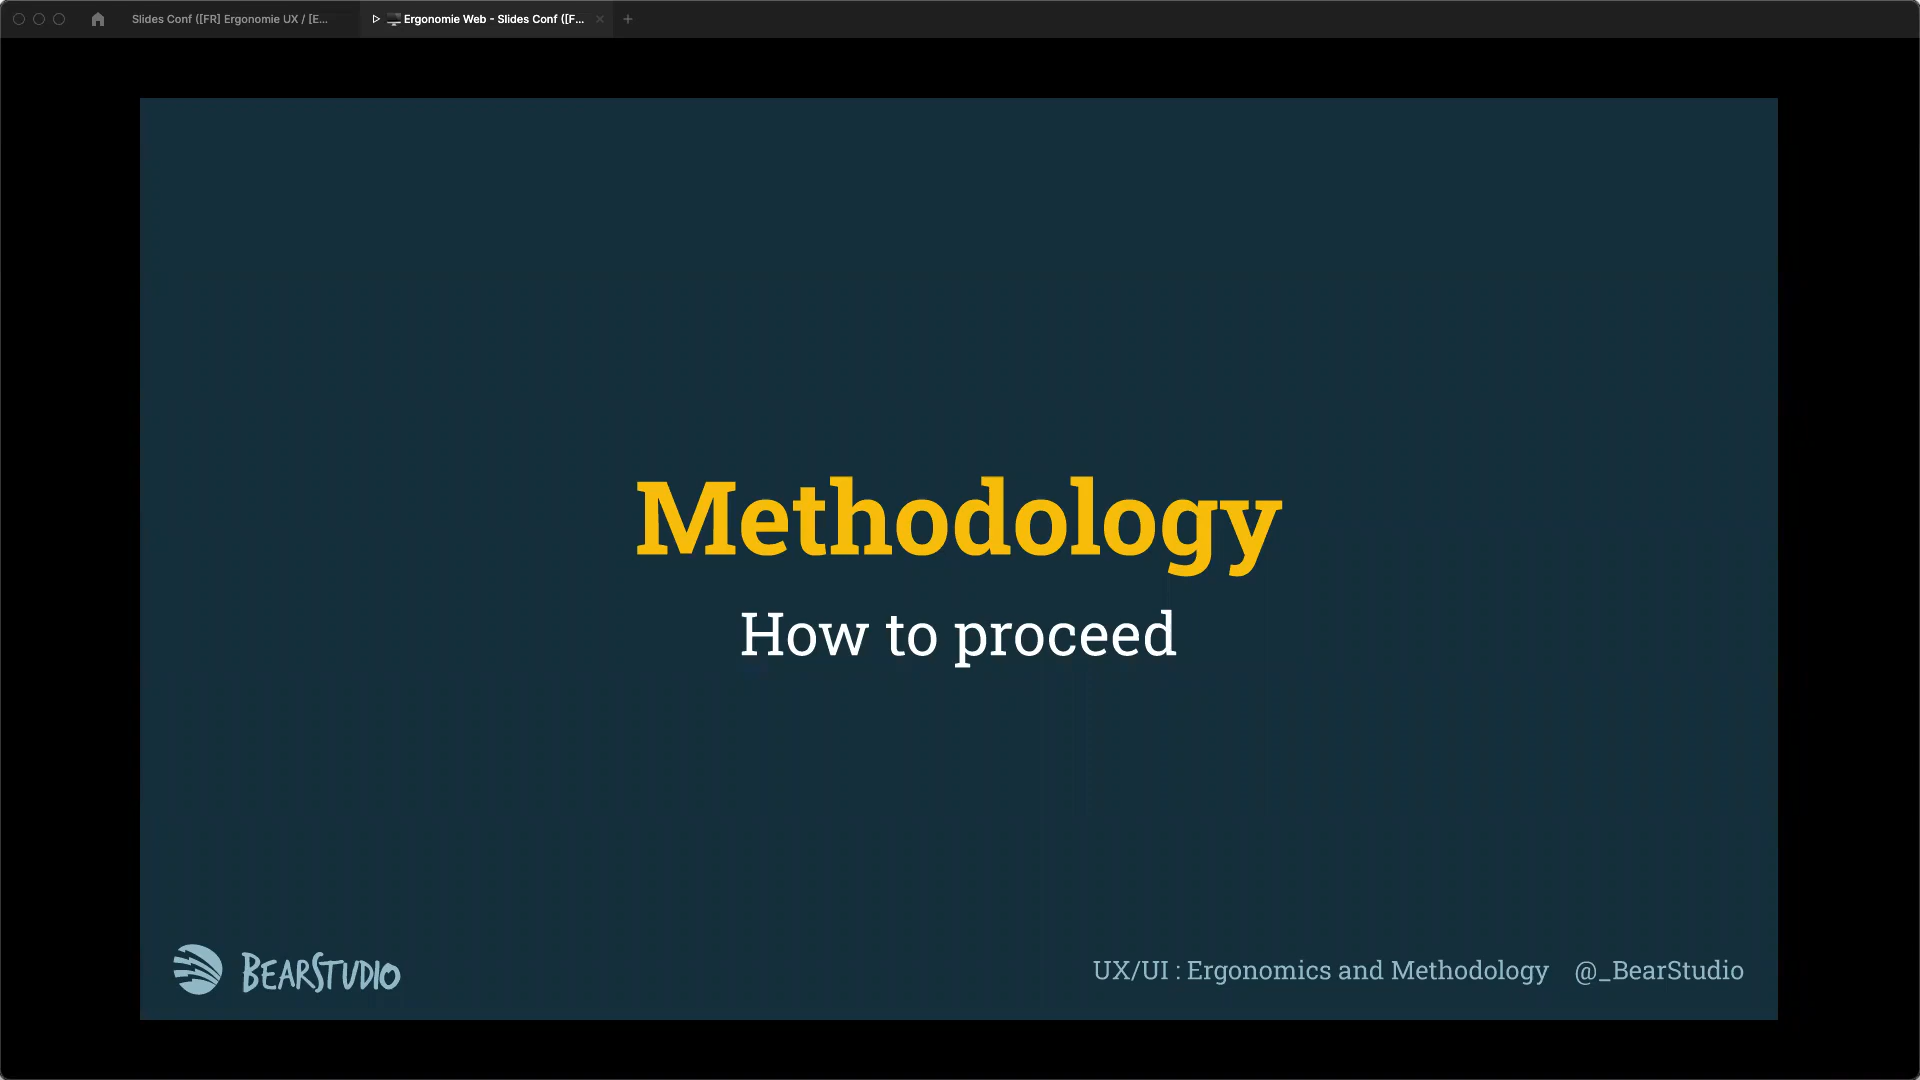 Slides Conf ([FR] Ergonomie UX / [E...
Ergonomie Web - Slides Conf ([F...
Methodology
How to proceed
BEARSTUDIO
UX/UI : Ergonomics and Methodology @_BearStudio